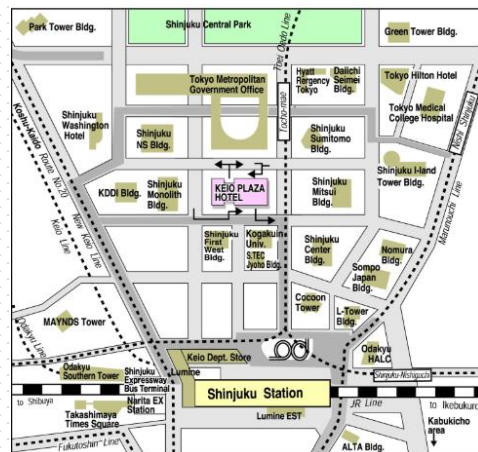 Park Tower Bldg.
Shinjuku Central Park
Green Tower Bldg.
Toei Oedo Line
Tokyo Metropolitan
Government Office
Hyatt
Regency
Tokyo
Daiichi
Seimei
Bldg.
Tokyo Hilton Hotel
Tokyo Medical
College Hospital
Nishi Shinjuku
Koshu-Kaido Route No.20
Shinjuku
Washington
Hotel
Shinjuku
NS Bldg.
Tocho-mae
Shinjuku
Sumitomo Bldg.
Shinjuku I-land
Tower Bldg.
KDDI Bldg.
Shinjuku
Monolith
Bldg.
KEIO PLAZA
HOTEL
Shinjuku
Mitsui
Bldg.
Marunouchi Line
New Keio Line
Keio Line
Shinjuku
First
West Bldg.
Kogakuin
Univ.
S.TEC
Jyoho Bldg.
Shinjuku
Center
Bldg.
Nomura
Bldg.
Sompo
Japan
Bldg.
Cocoon
Tower
L-Tower
Bldg.
MAYNDS Tower
Odakyu Line
Keio Dept. Store
Odakyu
HALC
Lumine
Odakyu
Southern Tower
Shinjuku
Expressway
Bus Terminal
Shinjuku-Nishiguchi
Shinjuku Station
to Shibuya
Narita EX
Station
Takashimaya
Times Square
Lumine EST
JR Line
to Ikebukuro
Kabukicho
area
Fukutoshin Line
ALTA Bldg.